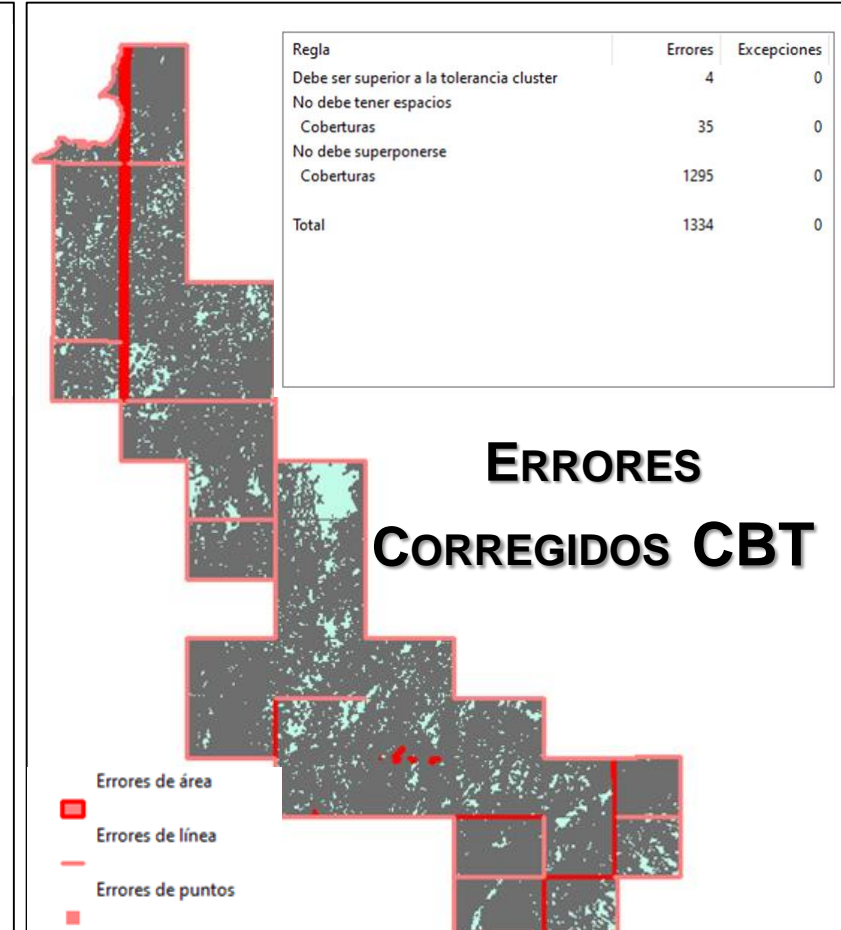 Regla Errores Excepciones
Debe ser superior a la tolerancia cluster 4 0
No debe tener espacios
Coberturas 35 0
No debe superponerse
Coberturas 1295 0
Total 1334 0
ERRORES
CORREGIDOS CBT
Errores de área
Errores de línea
Errores de puntos